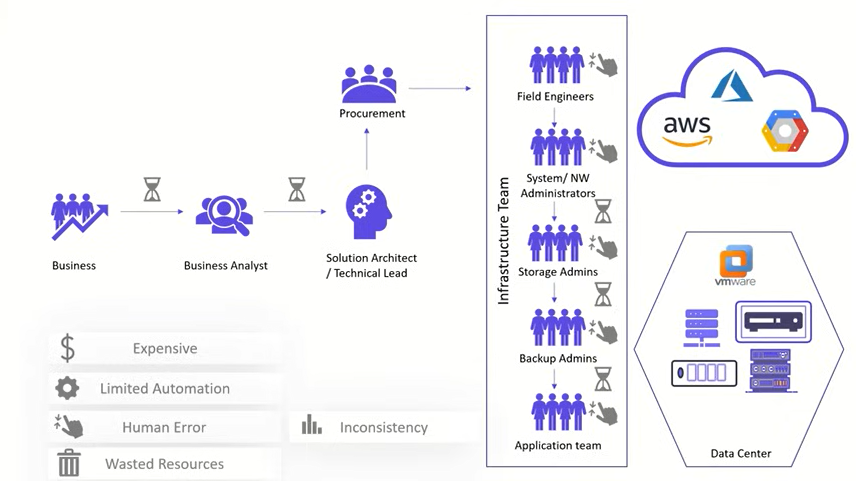 Procurement
Business
Business Analyst
Solution Architect
/ Technical Lead
Infrastructure Team
Field Engineers
System/ NW
Administrators
Storage Admins
Backup Admins
Application team
aws
vmware
Data Center
$
Expensive
Limited Automation
Human Error
Inconsistency
Wasted Resources